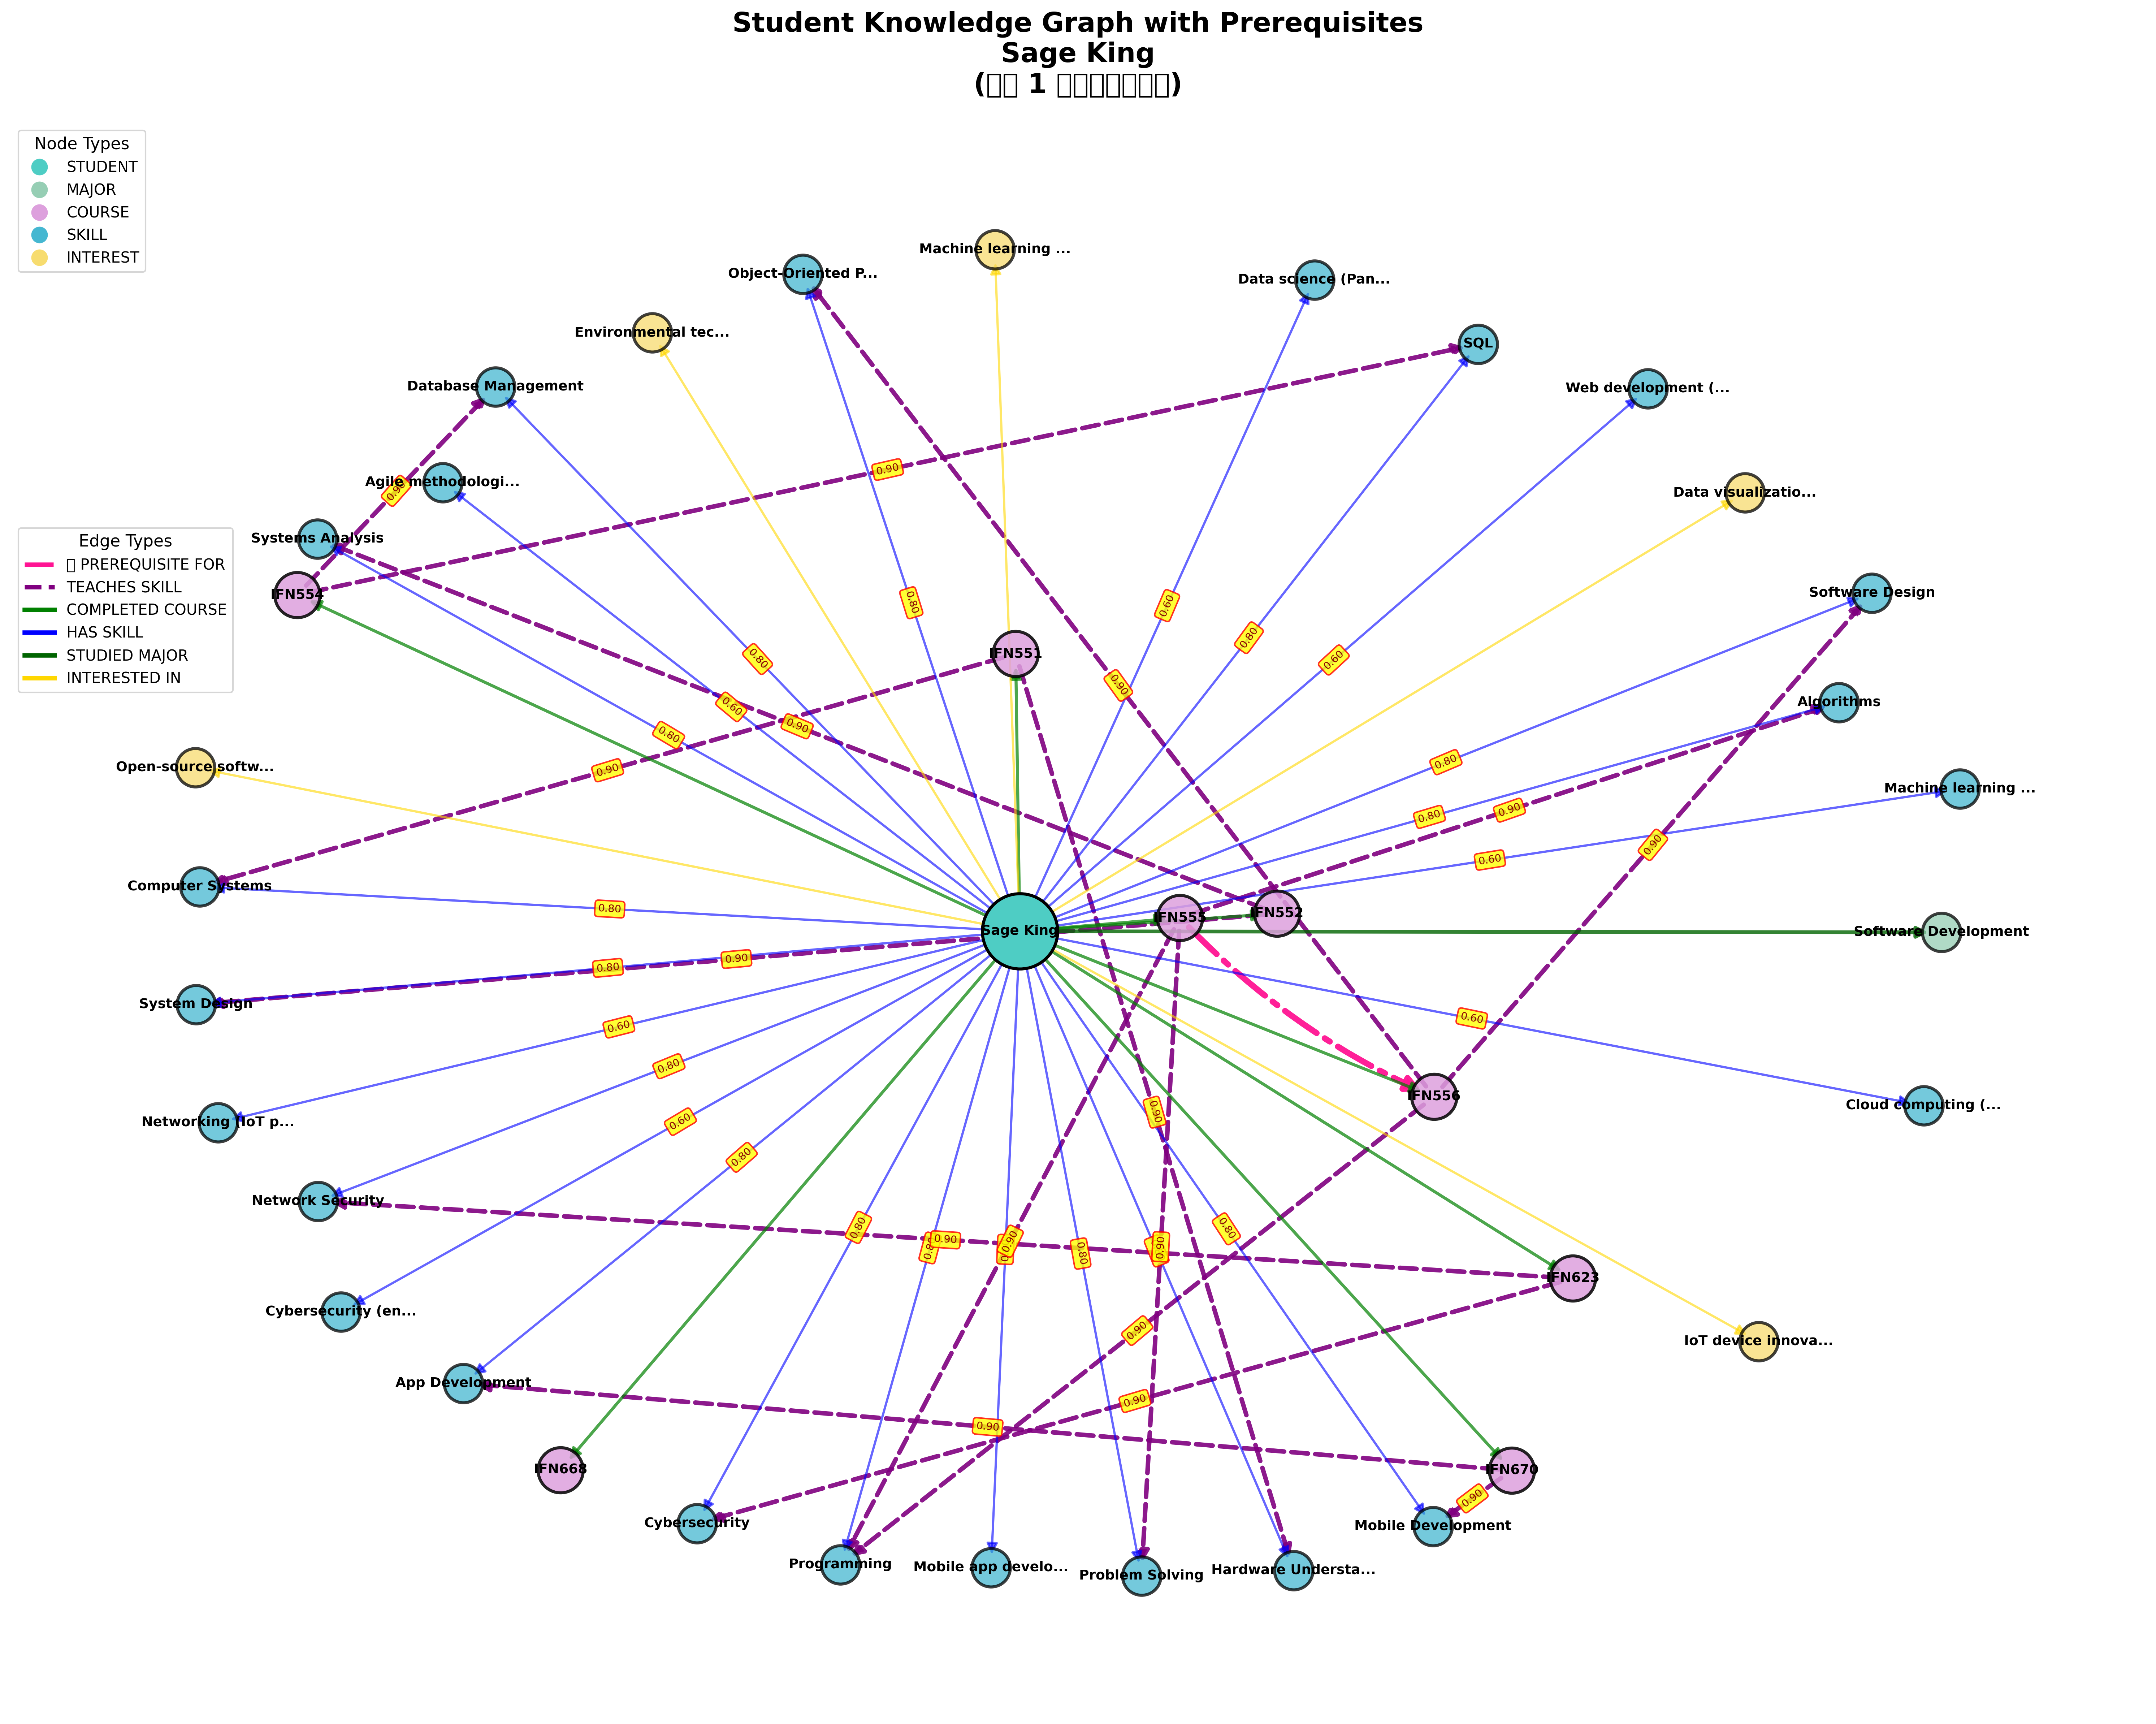 Student Knowledge Graph with Prerequisites
Sage King
( 1 )
Node Types
STUDENT
MAJOR
COURSE
SKILL
INTEREST
Edge Types
PREREQUISITE FOR
TEACHES SKILL
COMPLETED COURSE
HAS SKILL
STUDIED MAJOR
INTERESTED IN
Machine learning ...
Object-Oriented P...
Data science (Pan...
Environmental tec...
SQL
Database Management
Web development (...
Agile methodologi...
Data visualizatio...
0.90
0.90
Systems Analysis
IFN554
Software Design
0.80
0.60
0.80
IFN551
0.80
0.60
0.90
Algorithms
0.60
0.90
0.80
Open-source softw...
0.90
0.80
Machine learning ...
0.90
0.80
0.90
0.60
Computer Systems
0.80
IFN555
IFN552
Sage King
Software Development
0.90
0.80
System Design
0.60
Networking (IoT p...
0.60
IFN556
Cloud computing (...
0.80
0.60
0.90
0.80
Network Security
0.80
0.80
0.90
0.90
0.80
0.90
IFN623
Cybersecurity (en...
0.90
IoT device innova...
App Development
0.90
0.90
IFN668
IFN670
0.90
Cybersecurity
Mobile Development
Programming
Mobile app develo...
Problem Solving
Hardware Understa...